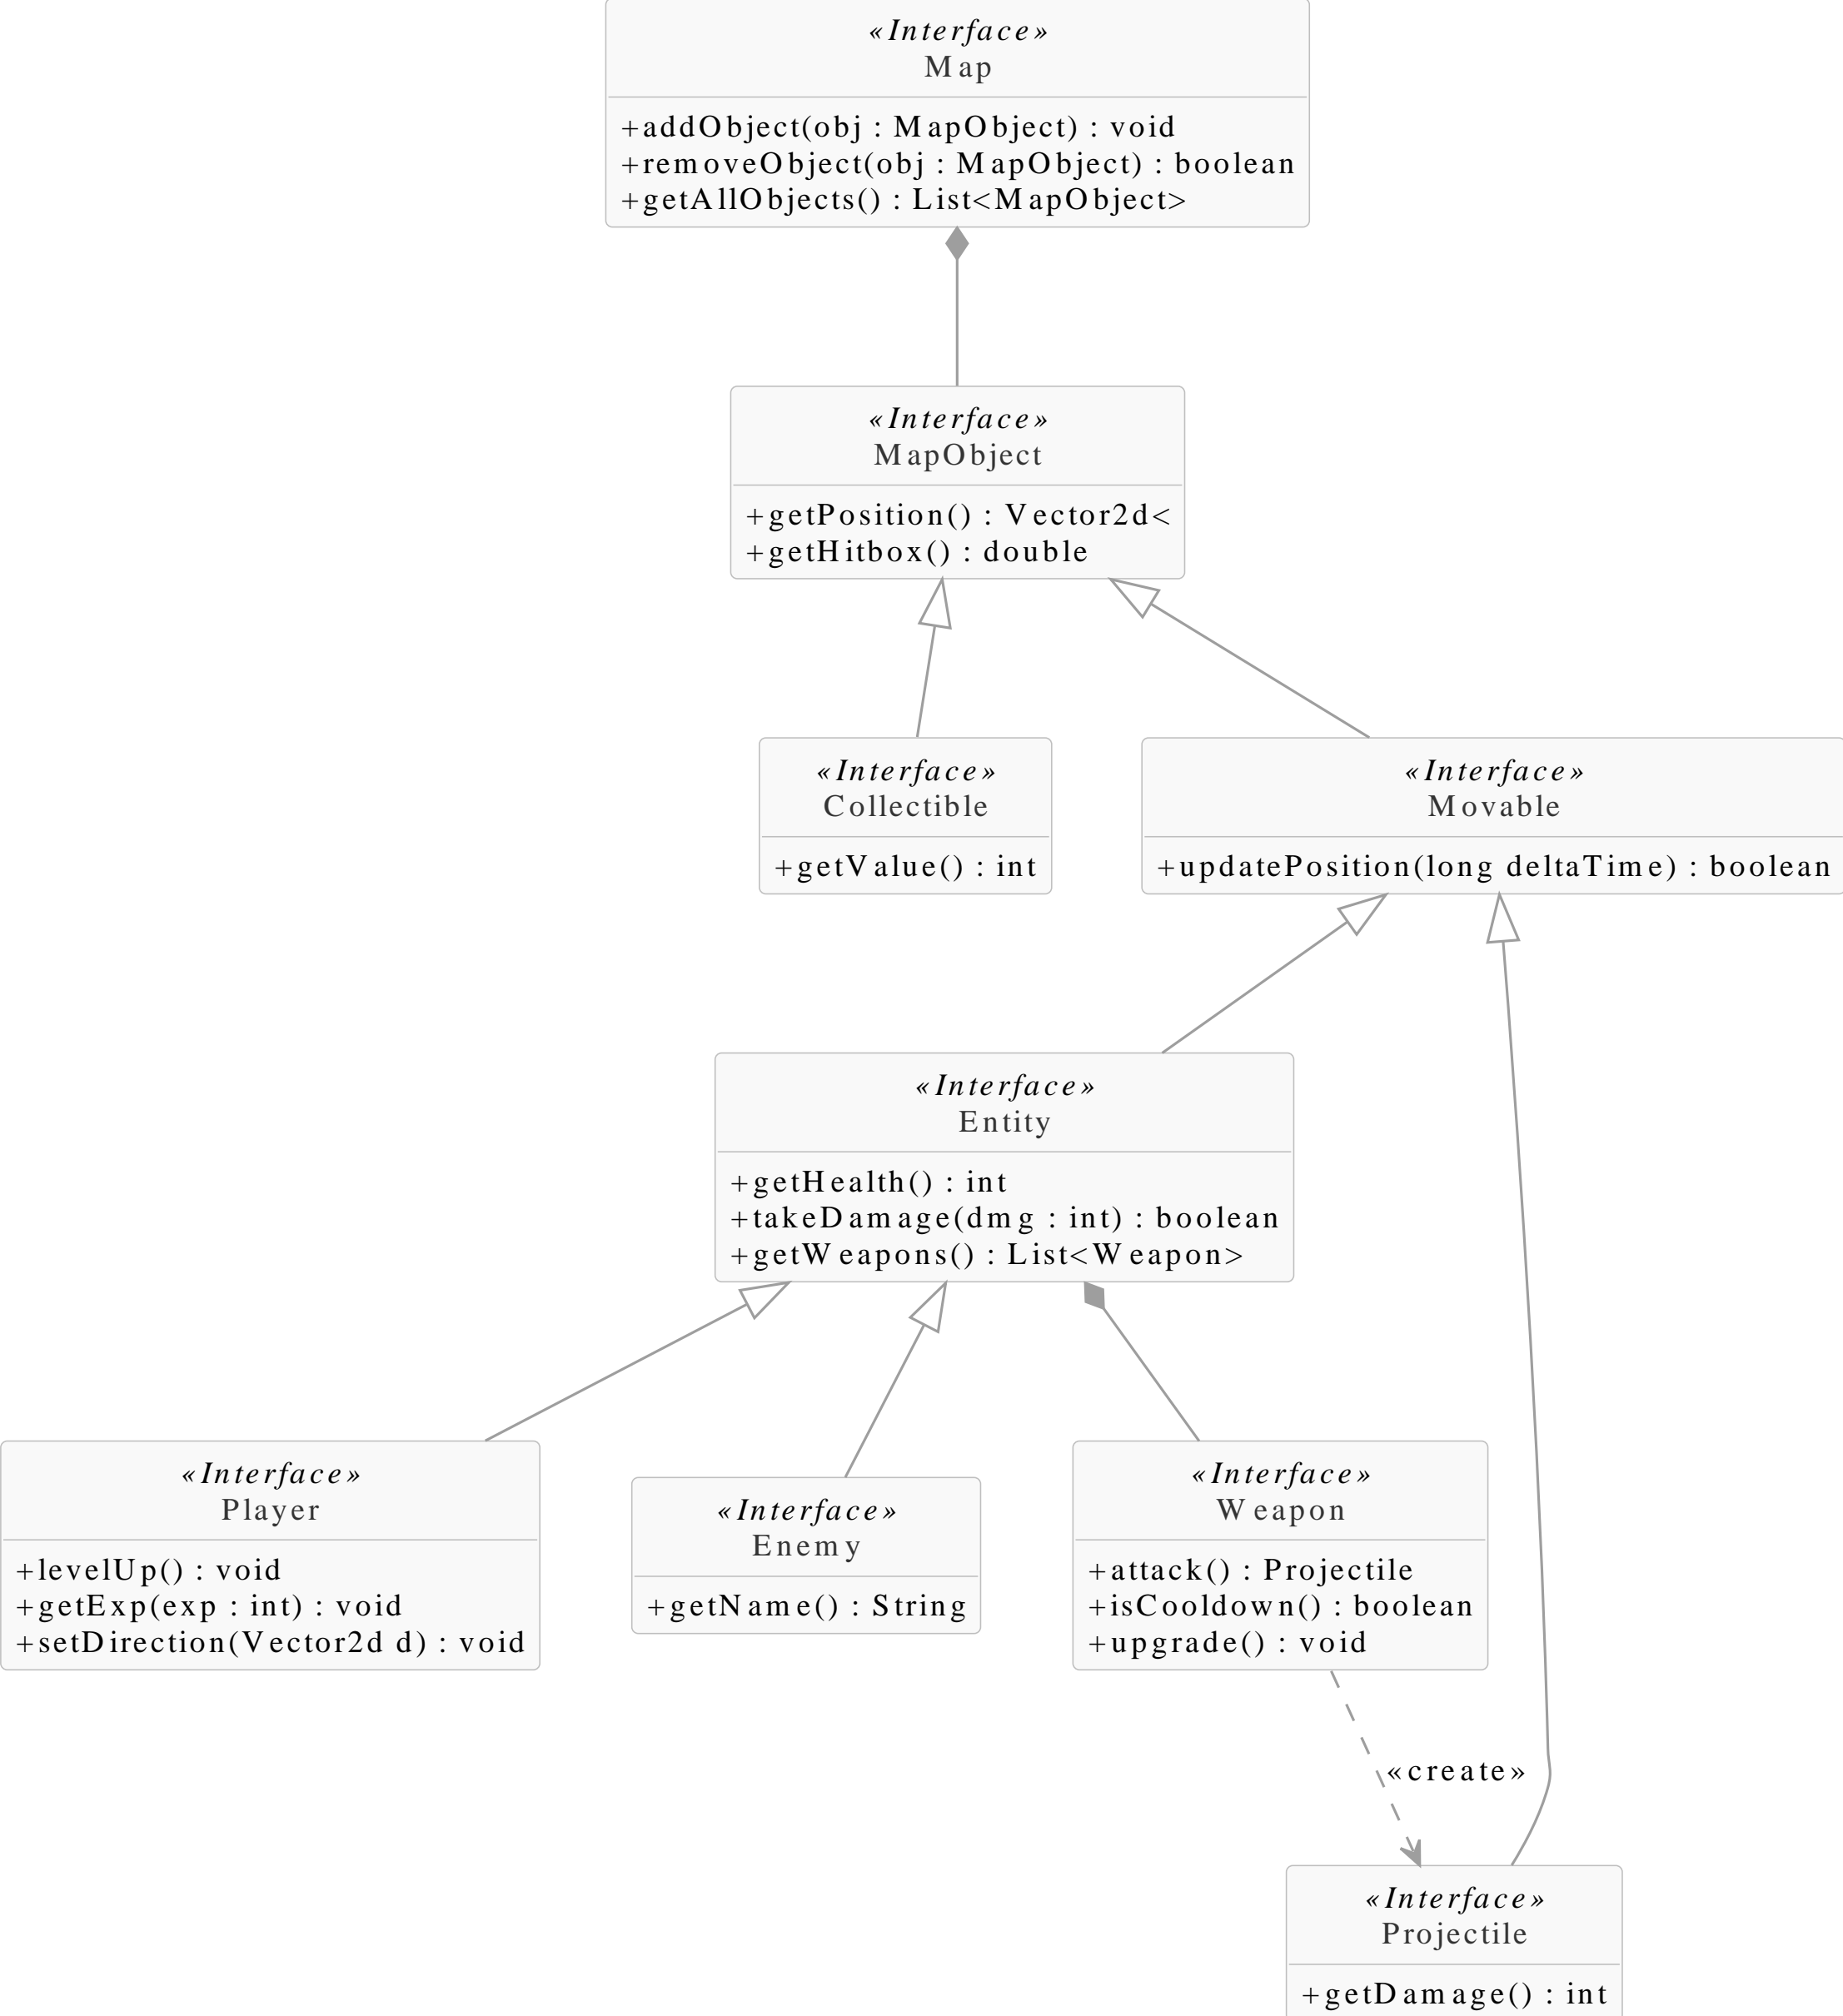 «Interface»
Map
+addObject(obj : MapObject) : void
+removeObject(obj : MapObject) : boolean
+getAllObjects() : List<MapObject>
«Interface»
MapObject
+getPosition() : Vector2d<
+getHitbox() : double
«Interface»
Collectible
+getValue() : int
«Interface»
Movable
+updatePosition(long deltaTime) : boolean
«Interface»
Entity
+getHealth() : int
+takeDamage(dmg : int) : boolean
+getWeapons() : List<Weapon>
«Interface»
Player
+levelUp() : void
+getExp(exp : int) : void
+setDirection(Vector2d d) : void
«Interface»
Enemy
+getName() : String
«Interface»
Weapon
+attack() : Projectile
+isCooldown() : boolean
+upgrade() : void
«create»
«Interface»
Projectile
+getDamage() : int